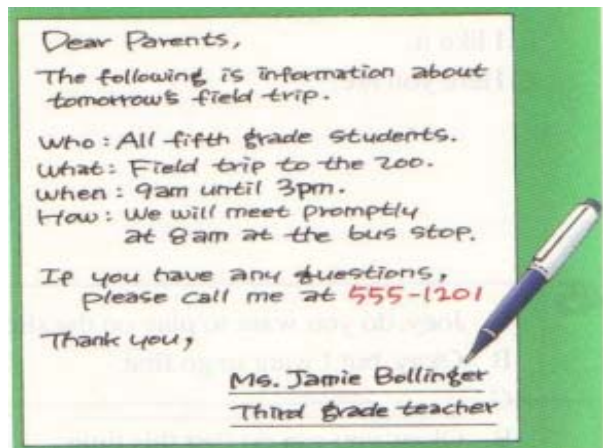 Dear Parents,
The following is information about
tomorrow's field trip.
Who : All fifth grade students.
What : Field trip to the zoo.
When : 9am until 3pm.
How : We will meet promptly
at 8am at the bus stop.
If you have any questions,
please call me at 555-1201
Thank you,
Ms. Jamie Bollinger
Third grade teacher